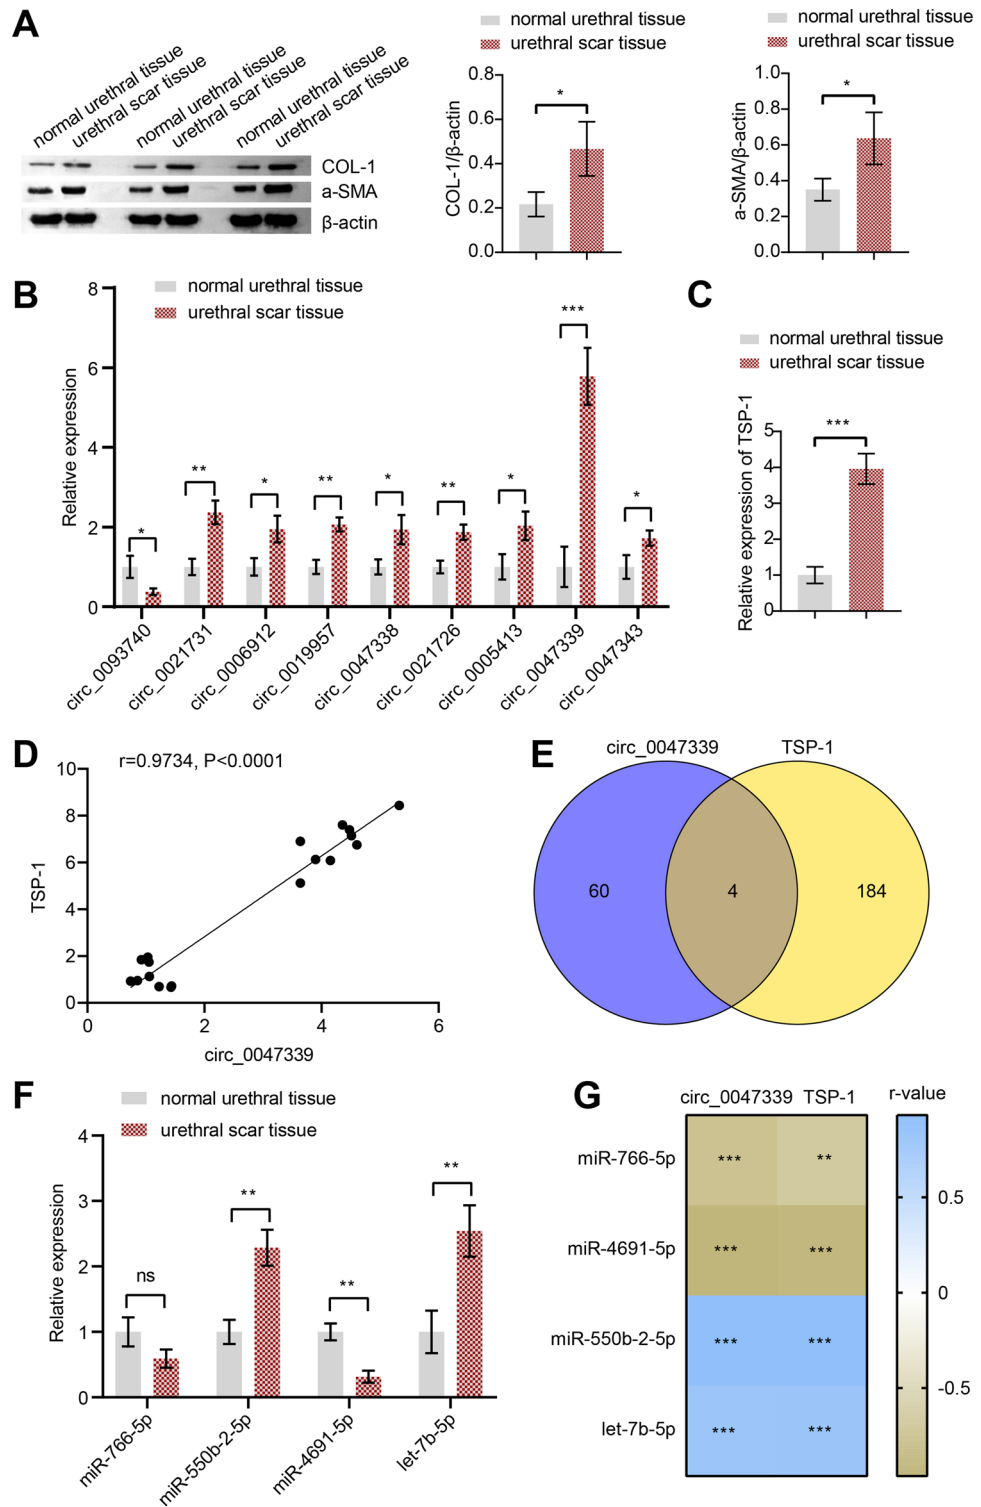 A
normal urethral tissue
urethral scar tissue
normal urethral tissue
urethral scar tissue
normal urethral tissue
urethral scar tissue
COL-1
a-SMA
β-actin
normal urethral tissue
urethral scar tissue
COL-1/β-actin
0.8
0.6
0.4
0.2
0.0
*
normal urethral tissue
urethral scar tissue
a-SMA/β-actin
1.0
0.8
0.6
0.4
0.2
0.0
*
B
normal urethral tissue
urethral scar tissue
Relative expression
8
6
4
2
0
*
**
*
**
*
**
*
***
*
circ_0093740
circ_0021731
circ_0006912
circ_0019957
circ_0047338
circ_0021726
circ_0005413
circ_0047339
circ_0047343
C
normal urethral tissue
urethral scar tissue
Relative expression of TSP-1
5
4
3
2
1
0
***
D
r=0.9734, P<0.0001
TSP-1
10
8
6
4
2
0
0 2 4 6
circ_0047339
E
circ_0047339 TSP-1
60 4 184
F
normal urethral tissue
urethral scar tissue
Relative expression
4
3
2
1
0
ns
**
**
**
miR-766-5p
miR-550b-2-5p
miR-4691-5p
let-7b-5p
G
circ_0047339 TSP-1
r-value
miR-766-5p *** **
miR-4691-5p *** ***
miR-550b-2-5p *** ***
let-7b-5p *** ***
0.5
0
-0.5